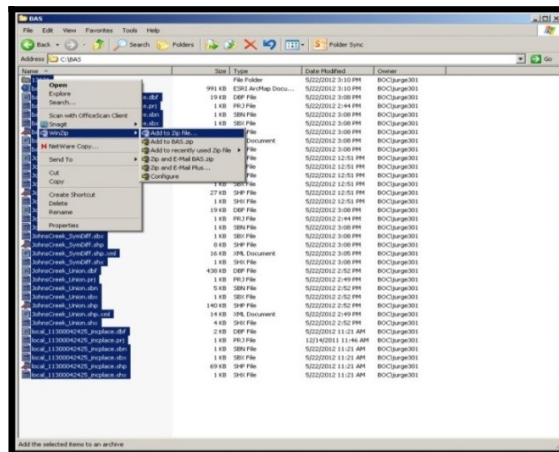 BAS
File Edit View Favorites Tools Help
Back Search Folders Folder Sync
Address C:\BAS Go
Name Size Type Date Modified Owner
File Folder 5/22/2012 3:10 PM BOC\jurge301
991 KB ESRI ArcMap Docu... 5/22/2012 3:10 PM BOC\jurge301
.dbf 19 KB DBF File 5/22/2012 3:08 PM BOC\jurge301
.prj 1 KB PRJ File 5/22/2012 2:44 PM BOC\jurge301
.sbn 1 KB SBN File 5/22/2012 3:08 PM BOC\jurge301
.sbx 1 KB SBX File 5/22/2012 3:08 PM BOC\jurge301
Open
Explore
Search...
Scan with OfficeScan Client
SnagIt
WinZip
NetWare Copy...
Send To
Cut
Copy
Create Shortcut
Delete
Rename
Properties
Add to Zip file...
Add to BAS.zip
Add to recently used Zip file
Zip and E-Mail BAS.zip
Zip and E-Mail Plus...
Configure
27 KB SHP File 5/22/2012 12:51 PM BOC\jurge301
1 KB SHX File 5/22/2012 12:51 PM BOC\jurge301
19 KB DBF File 5/22/2012 3:08 PM BOC\jurge301
1 KB PRJ File 5/22/2012 2:44 PM BOC\jurge301
1 KB SBN File 5/22/2012 3:08 PM BOC\jurge301
JohnsCreek_SymDiff.sbx 1 KB SBX File 5/22/2012 3:08 PM BOC\jurge301
JohnsCreek_SymDiff.shp 8 KB SHP File 5/22/2012 3:08 PM BOC\jurge301
JohnsCreek_SymDiff.shp.xml 16 KB XML Document 5/22/2012 3:05 PM BOC\jurge301
JohnsCreek_SymDiff.shx 1 KB SHX File 5/22/2012 3:08 PM BOC\jurge301
JohnsCreek_Union.dbf 430 KB DBF File 5/22/2012 2:52 PM BOC\jurge301
JohnsCreek_Union.prj 1 KB PRJ File 5/22/2012 2:49 PM BOC\jurge301
JohnsCreek_Union.sbn 5 KB SBN File 5/22/2012 2:52 PM BOC\jurge301
JohnsCreek_Union.sbx 1 KB SBX File 5/22/2012 2:52 PM BOC\jurge301
JohnsCreek_Union.shp 140 KB SHP File 5/22/2012 2:52 PM BOC\jurge301
JohnsCreek_Union.shp.xml 14 KB XML Document 5/22/2012 2:49 PM BOC\jurge301
JohnsCreek_Union.shx 4 KB SHX File 5/22/2012 2:52 PM BOC\jurge301
local_11300042425_incplace.dbf 2 KB DBF File 5/22/2012 11:21 AM BOC\jurge301
local_11300042425_incplace.prj 1 KB PRJ File 12/14/2011 11:46 AM BOC\jurge301
local_11300042425_incplace.sbn 1 KB SBN File 5/22/2012 11:21 AM BOC\jurge301
local_11300042425_incplace.sbx 1 KB SBX File 5/22/2012 11:21 AM BOC\jurge301
local_11300042425_incplace.shp 69 KB SHP File 5/22/2012 11:21 AM BOC\jurge301
local_11300042425_incplace.shx 1 KB SHX File 5/22/2012 11:21 AM BOC\jurge301
Add the selected items to an archive